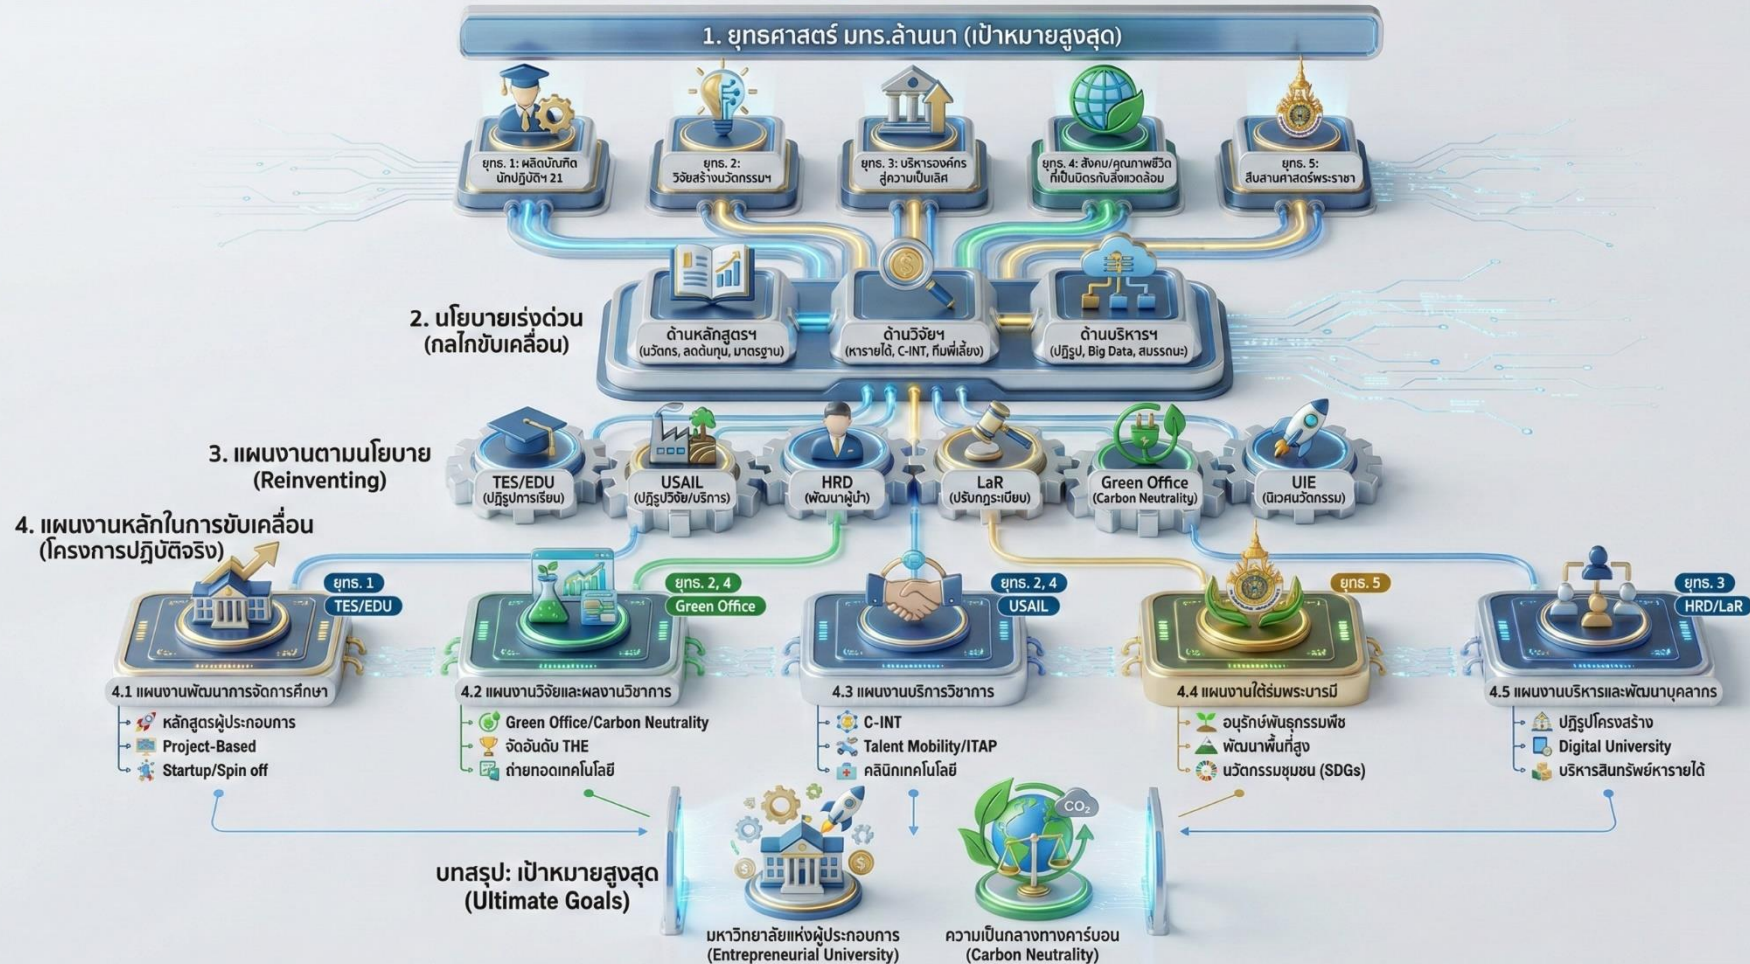 1. ยุทธศาสตร์ มทร.ล้านนา (เป้าหมายสูงสุด)
ยุทธ. 1: ผลิตบัณฑิต
นักปฏิบัติฯ 21
ยุทธ. 2:
วิจัยสร้างนวัตกรรมฯ
ยุทธ. 3: บริหารองค์กร
สู่ความเป็นเลิศ
ยุทธ. 4: สังคม/คุณภาพชีวิต
ที่เป็นมิตรกับสิ่งแวดล้อม
ยุทธ. 5:
สืบสานศาสตร์พระราชา
2. นโยบายเร่งด่วน
(กลไกขับเคลื่อน)
ด้านหลักสูตรฯ
(นวัตกร, ลดต้นทุน, มาตรฐาน)
ด้านวิจัยฯ
(หารายได้, C-INT, ทีมพี่เลี้ยง)
ด้านบริหารฯ
(ปฏิรูป, Big Data, สมรรถนะ)
3. แผนงานตามนโยบาย
(Reinventing)
TES/EDU
(ปฏิรูปการเรียน)
USAIL
(ปฏิรูปวิจัย/บริการ)
HRD
(พัฒนาผู้นำ)
LaR
(ปรับกฎระเบียบ)
Green Office
(Carbon Neutrality)
UIE
(นิเวศนวัตกรรม)
4. แผนงานหลักในการขับเคลื่อน
(โครงการปฏิบัติจริง)
ยุทธ. 1
TES/EDU
4.1 แผนงานพัฒนาการจัดการศึกษา
หลักสูตรผู้ประกอบการ
Project-Based
Startup/Spin off
ยุทธ. 2, 4
Green Office
4.2 แผนงานวิจัยและผลงานวิชาการ
Green Office/Carbon Neutrality
จัดอันดับ THE
ถ่ายทอดเทคโนโลยี
ยุทธ. 2, 4
USAIL
4.3 แผนงานบริการวิชาการ
C-INT
Talent Mobility/ITAP
คลินิกเทคโนโลยี
ยุทธ. 5
4.4 แผนงานใต้ร่มพระบารมี
อนุรักษ์พันธุกรรมพืช
พัฒนาพื้นที่สูง
นวัตกรรมชุมชน (SDGs)
ยุทธ. 3
HRD/LaR
4.5 แผนงานบริหารและพัฒนาบุคลากร
ปฏิรูปโครงสร้าง
Digital University
บริหารสินทรัพย์หารายได้
บทสรุป: เป้าหมายสูงสุด
(Ultimate Goals)
CO₂
มหาวิทยาลัยแห่งผู้ประกอบการ
(Entrepreneurial University)
ความเป็นกลางทางคาร์บอน
(Carbon Neutrality)